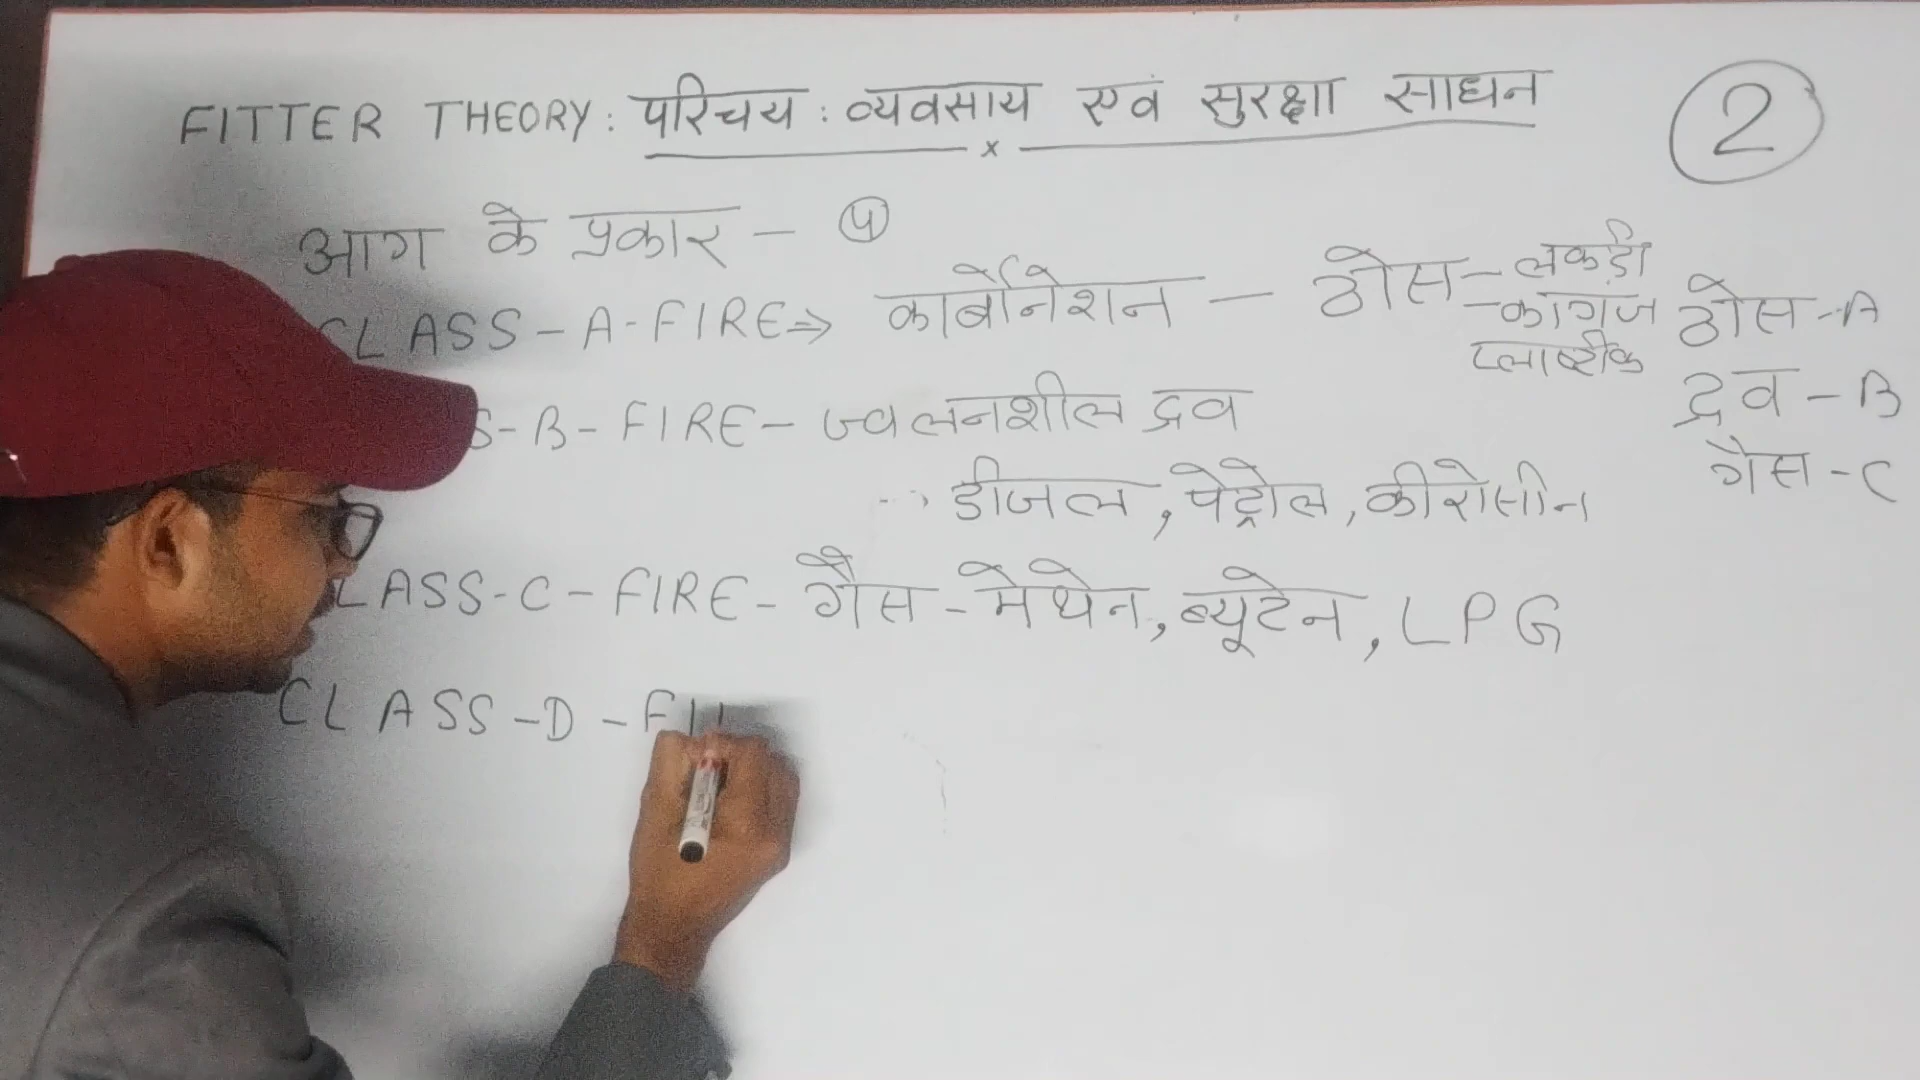 FITTER THEORY: परिचय : व्यवसाय एवं सुरक्षा साधन
2
आग के प्रकार - ५
CLASS-A-FIRE⇒ कार्बोनेशन - ठोस - लकड़ी
- कागज
प्लाष्टीक
S-B-FIRE- ज्वलनशील द्रव
डीजल, पेट्रोल, कीरोसीन
LASS-C-FIRE- गैस - मेथेन, ब्यूटेन, LPG
CLASS-D-FI
ठोस - A
द्रव - B
गैस - C